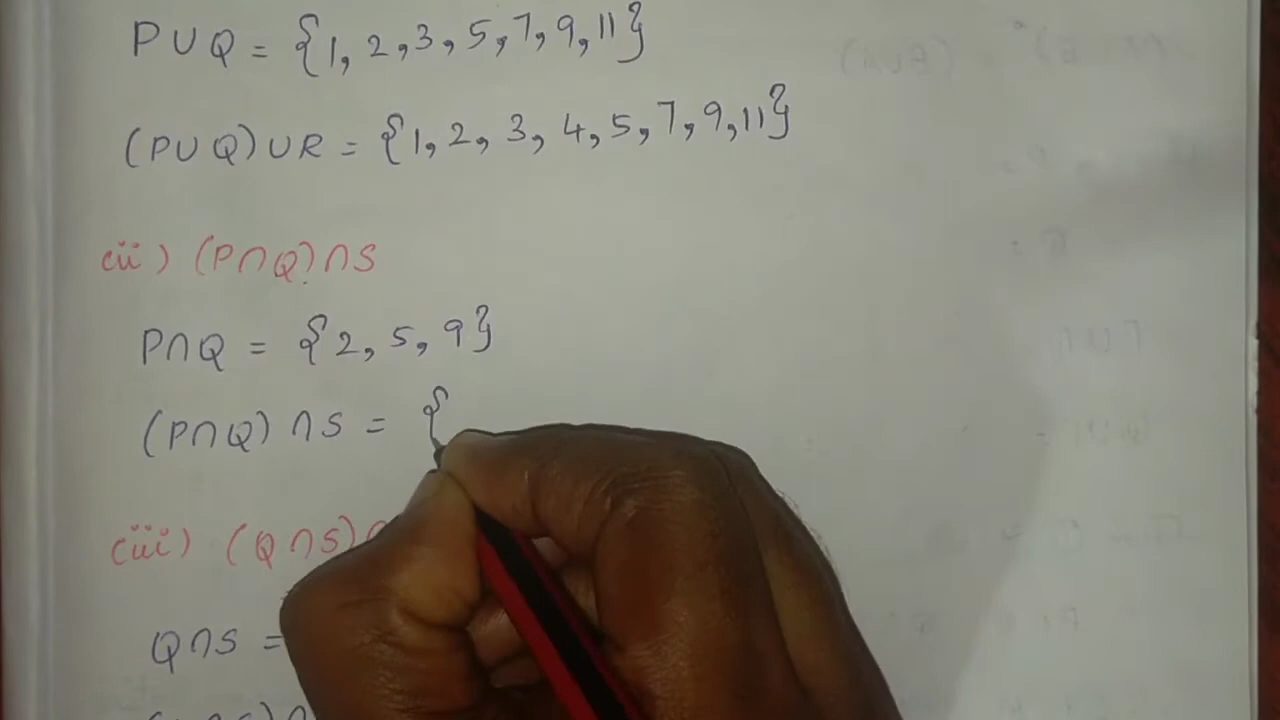 P∪Q = {1, 2, 3, 5, 7, 9, 11}
(P∪Q)∪R = {1, 2, 3, 4, 5, 7, 9, 11}
(ii) (P∩Q)∩S
P∩Q = {2, 5, 9}
(P∩Q)∩S = {
(iii) (Q∩S)
Q∩S =